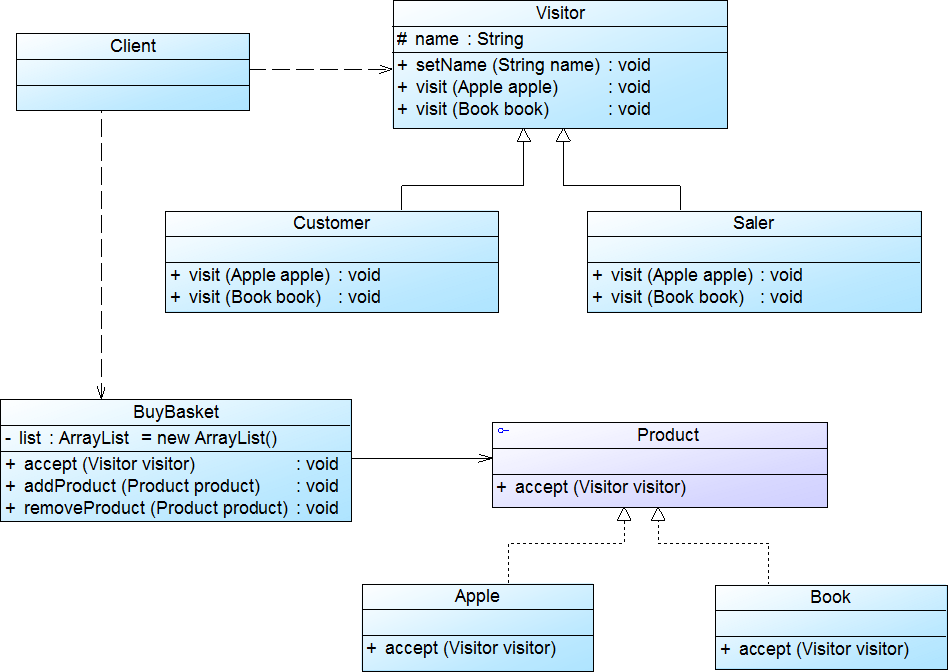 Visitor
# name : String
+ setName (String name) : void
+ visit (Apple apple) : void
+ visit (Book book) : void
Client
Customer
+ visit (Apple apple) : void
+ visit (Book book) : void
Saler
+ visit (Apple apple) : void
+ visit (Book book) : void
BuyBasket
- list : ArrayList = new ArrayList()
+ accept (Visitor visitor) : void
+ addProduct (Product product) : void
+ removeProduct (Product product) : void
Product
+ accept (Visitor visitor)
Apple
+ accept (Visitor visitor)
Book
+ accept (Visitor visitor)